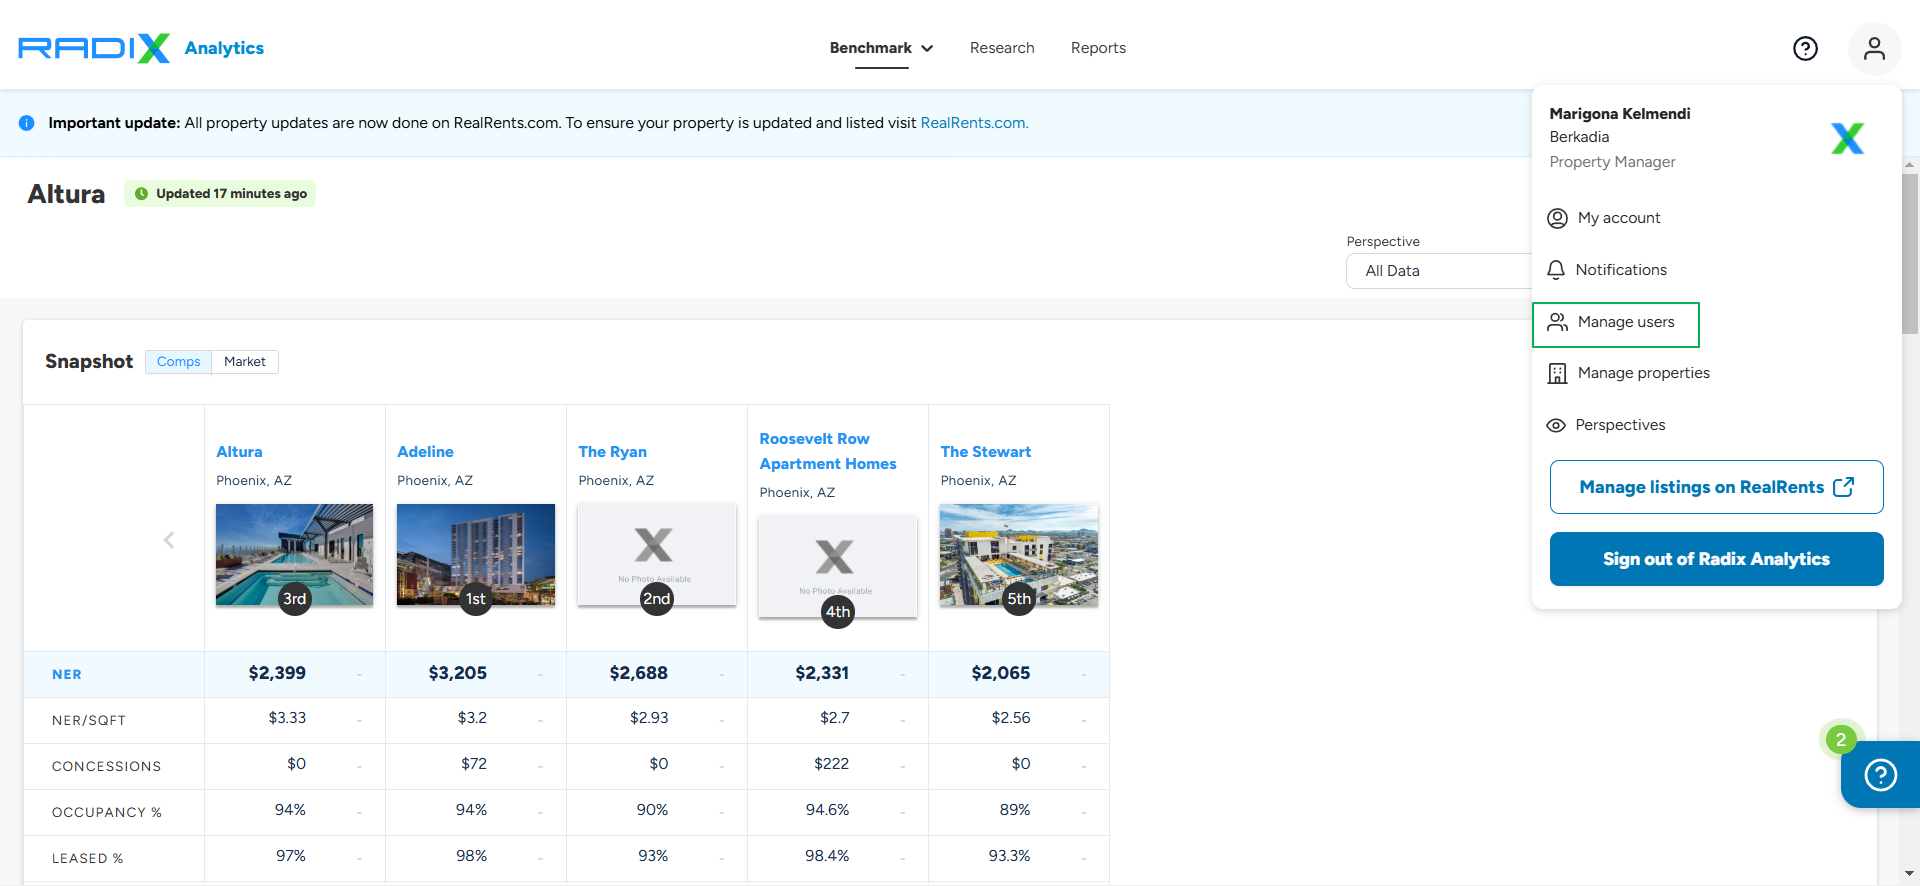 RADIX Analytics
Benchmark
Research
Reports
Important update: All property updates are now done on RealRents.com. To ensure your property is updated and listed visit RealRents.com.
Marigona Kelmendi
Berkadia
Property Manager
My account
Notifications
Manage users
Manage properties
Perspectives
Manage listings on RealRents
Sign out of Radix Analytics
Altura
Updated 17 minutes ago
Perspective
All Data
Snapshot
Comps
Market
Altura
Phoenix, AZ
3rd
Adeline
Phoenix, AZ
1st
The Ryan
Phoenix, AZ
No Photo Available
2nd
Roosevelt Row
Apartment Homes
Phoenix, AZ
No Photo Available
4th
The Stewart
Phoenix, AZ
5th
NER $2,399 - $3,205 - $2,688 - $2,331 - $2,065 -
NER/SQFT $3.33 - $3.2 - $2.93 - $2.7 - $2.56 -
CONCESSIONS $0 - $72 - $0 - $222 - $0 -
OCCUPANCY % 94% - 94% - 90% - 94.6% - 89% -
LEASED % 97% - 98% - 93% - 98.4% - 93.3% -
2